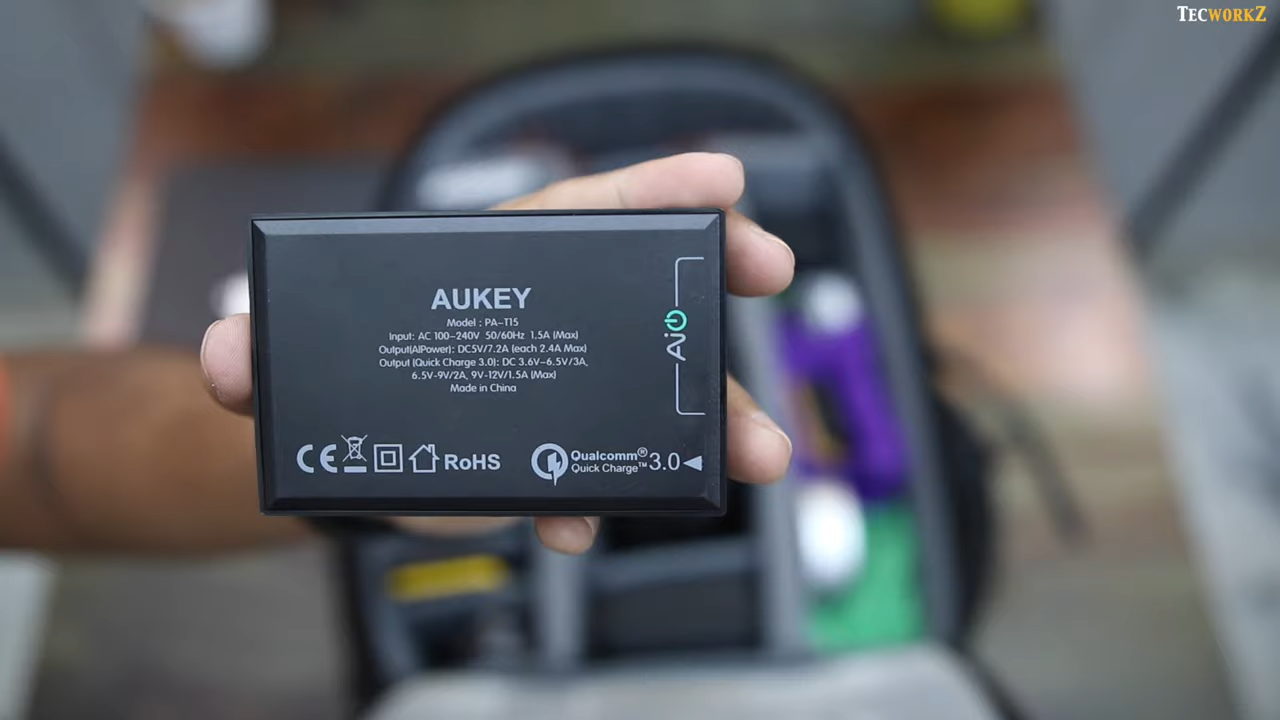 TECWORKZ
AUKEY
Model : PA-T15
Input: AC 100-240V 50/60Hz 1.5A (Max)
Output(AlPower): DC5V/7.2A (each 2.4A Max)
Output (Quick Charge 3.0): DC 3.6V-6.5V/3A,
6.5V-9V/2A, 9V-12V/1.5A (Max)
Made in China
AiO
CE RoHS
Qualcomm® 3.0
Quick Charge™